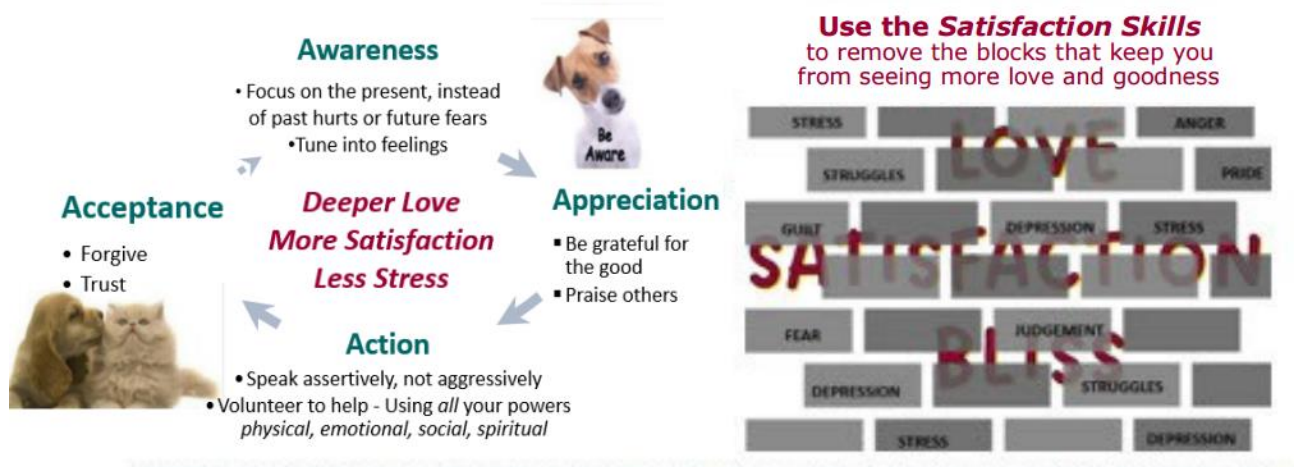 Awareness
• Focus on the present, instead
of past hurts or future fears
•Tune into feelings
Be
Aware
Appreciation
▪ Be grateful for
the good
▪ Praise others
Action
• Speak assertively, not aggressively
• Volunteer to help - Using all your powers
physical, emotional, social, spiritual
Acceptance
• Forgive
• Trust
Deeper Love
More Satisfaction
Less Stress
Use the Satisfaction Skills
to remove the blocks that keep you
from seeing more love and goodness
STRESS ANGER
LOVE
STRUGGLES PRIDE
GUILT DEPRESSION STRESS
SATISFACTION
FEAR JUDGEMENT
BLISS
DEPRESSION STRUGGLES
STRESS DEPRESSION